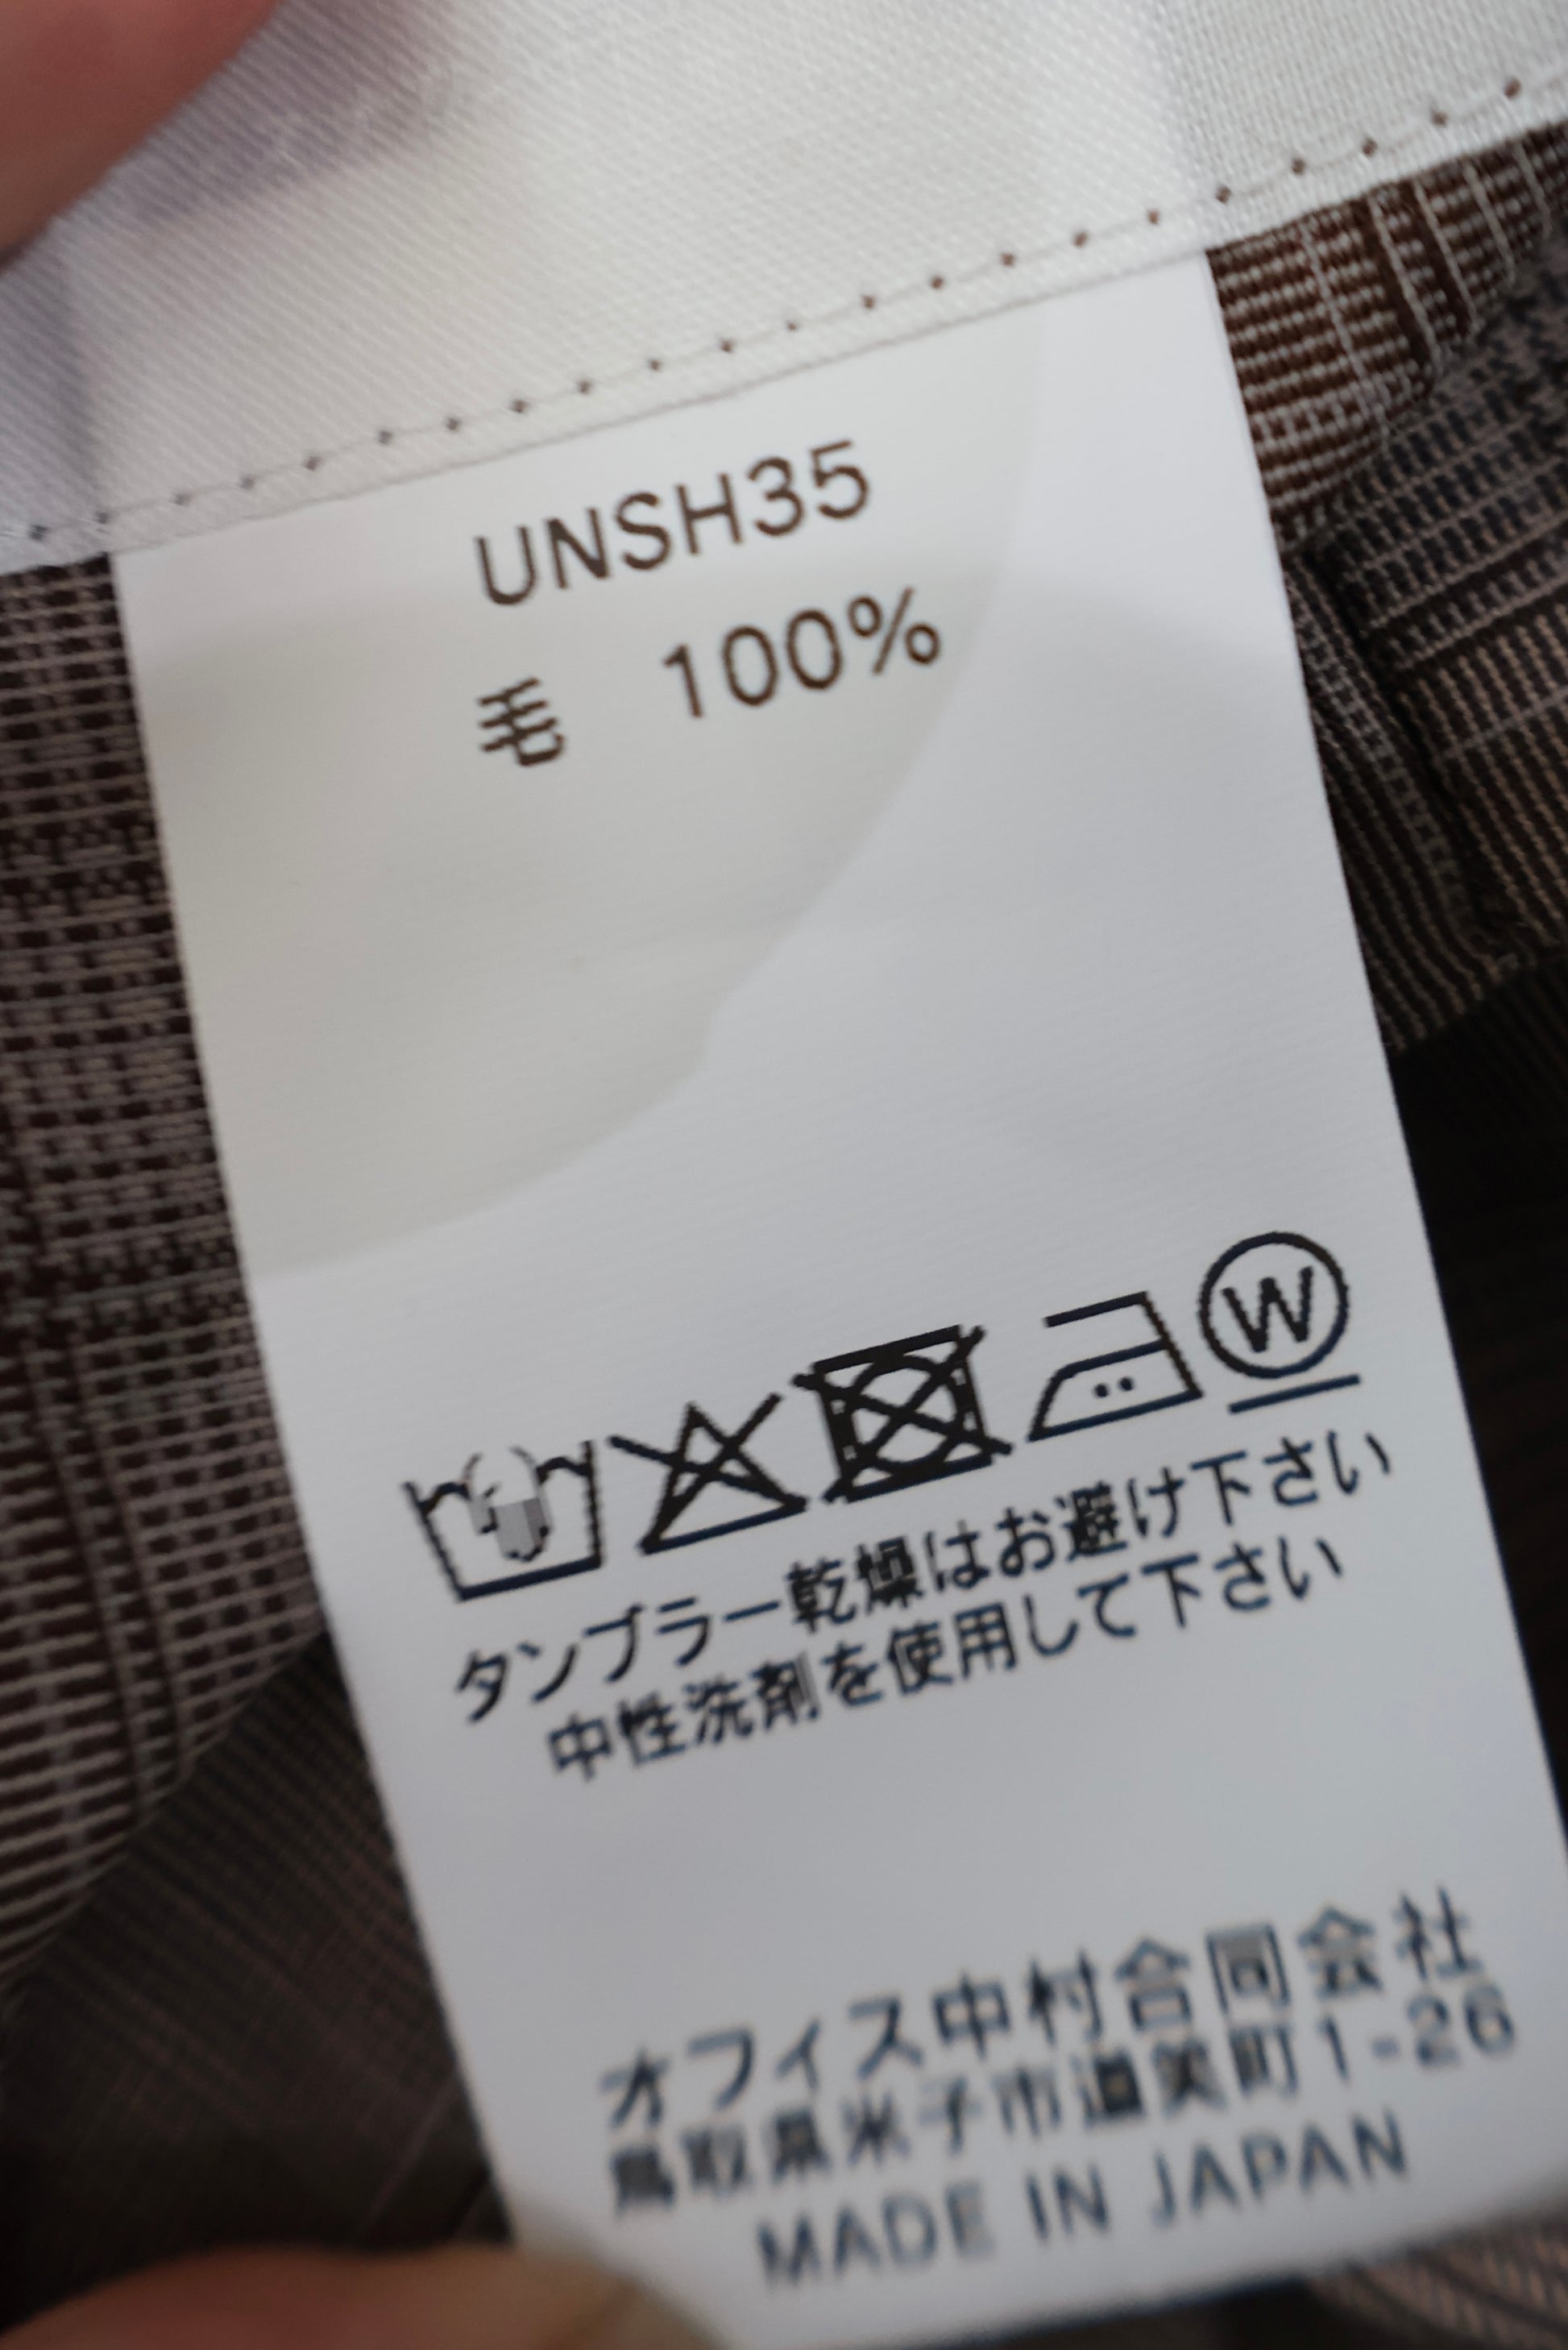 UNSH35
毛 100%
W
タンブラー乾燥はお避け下さい
中性洗剤を使用して下さい
オフィス中村合同会社
鳥取県米子市道笑町1-26
MADE IN JAPAN